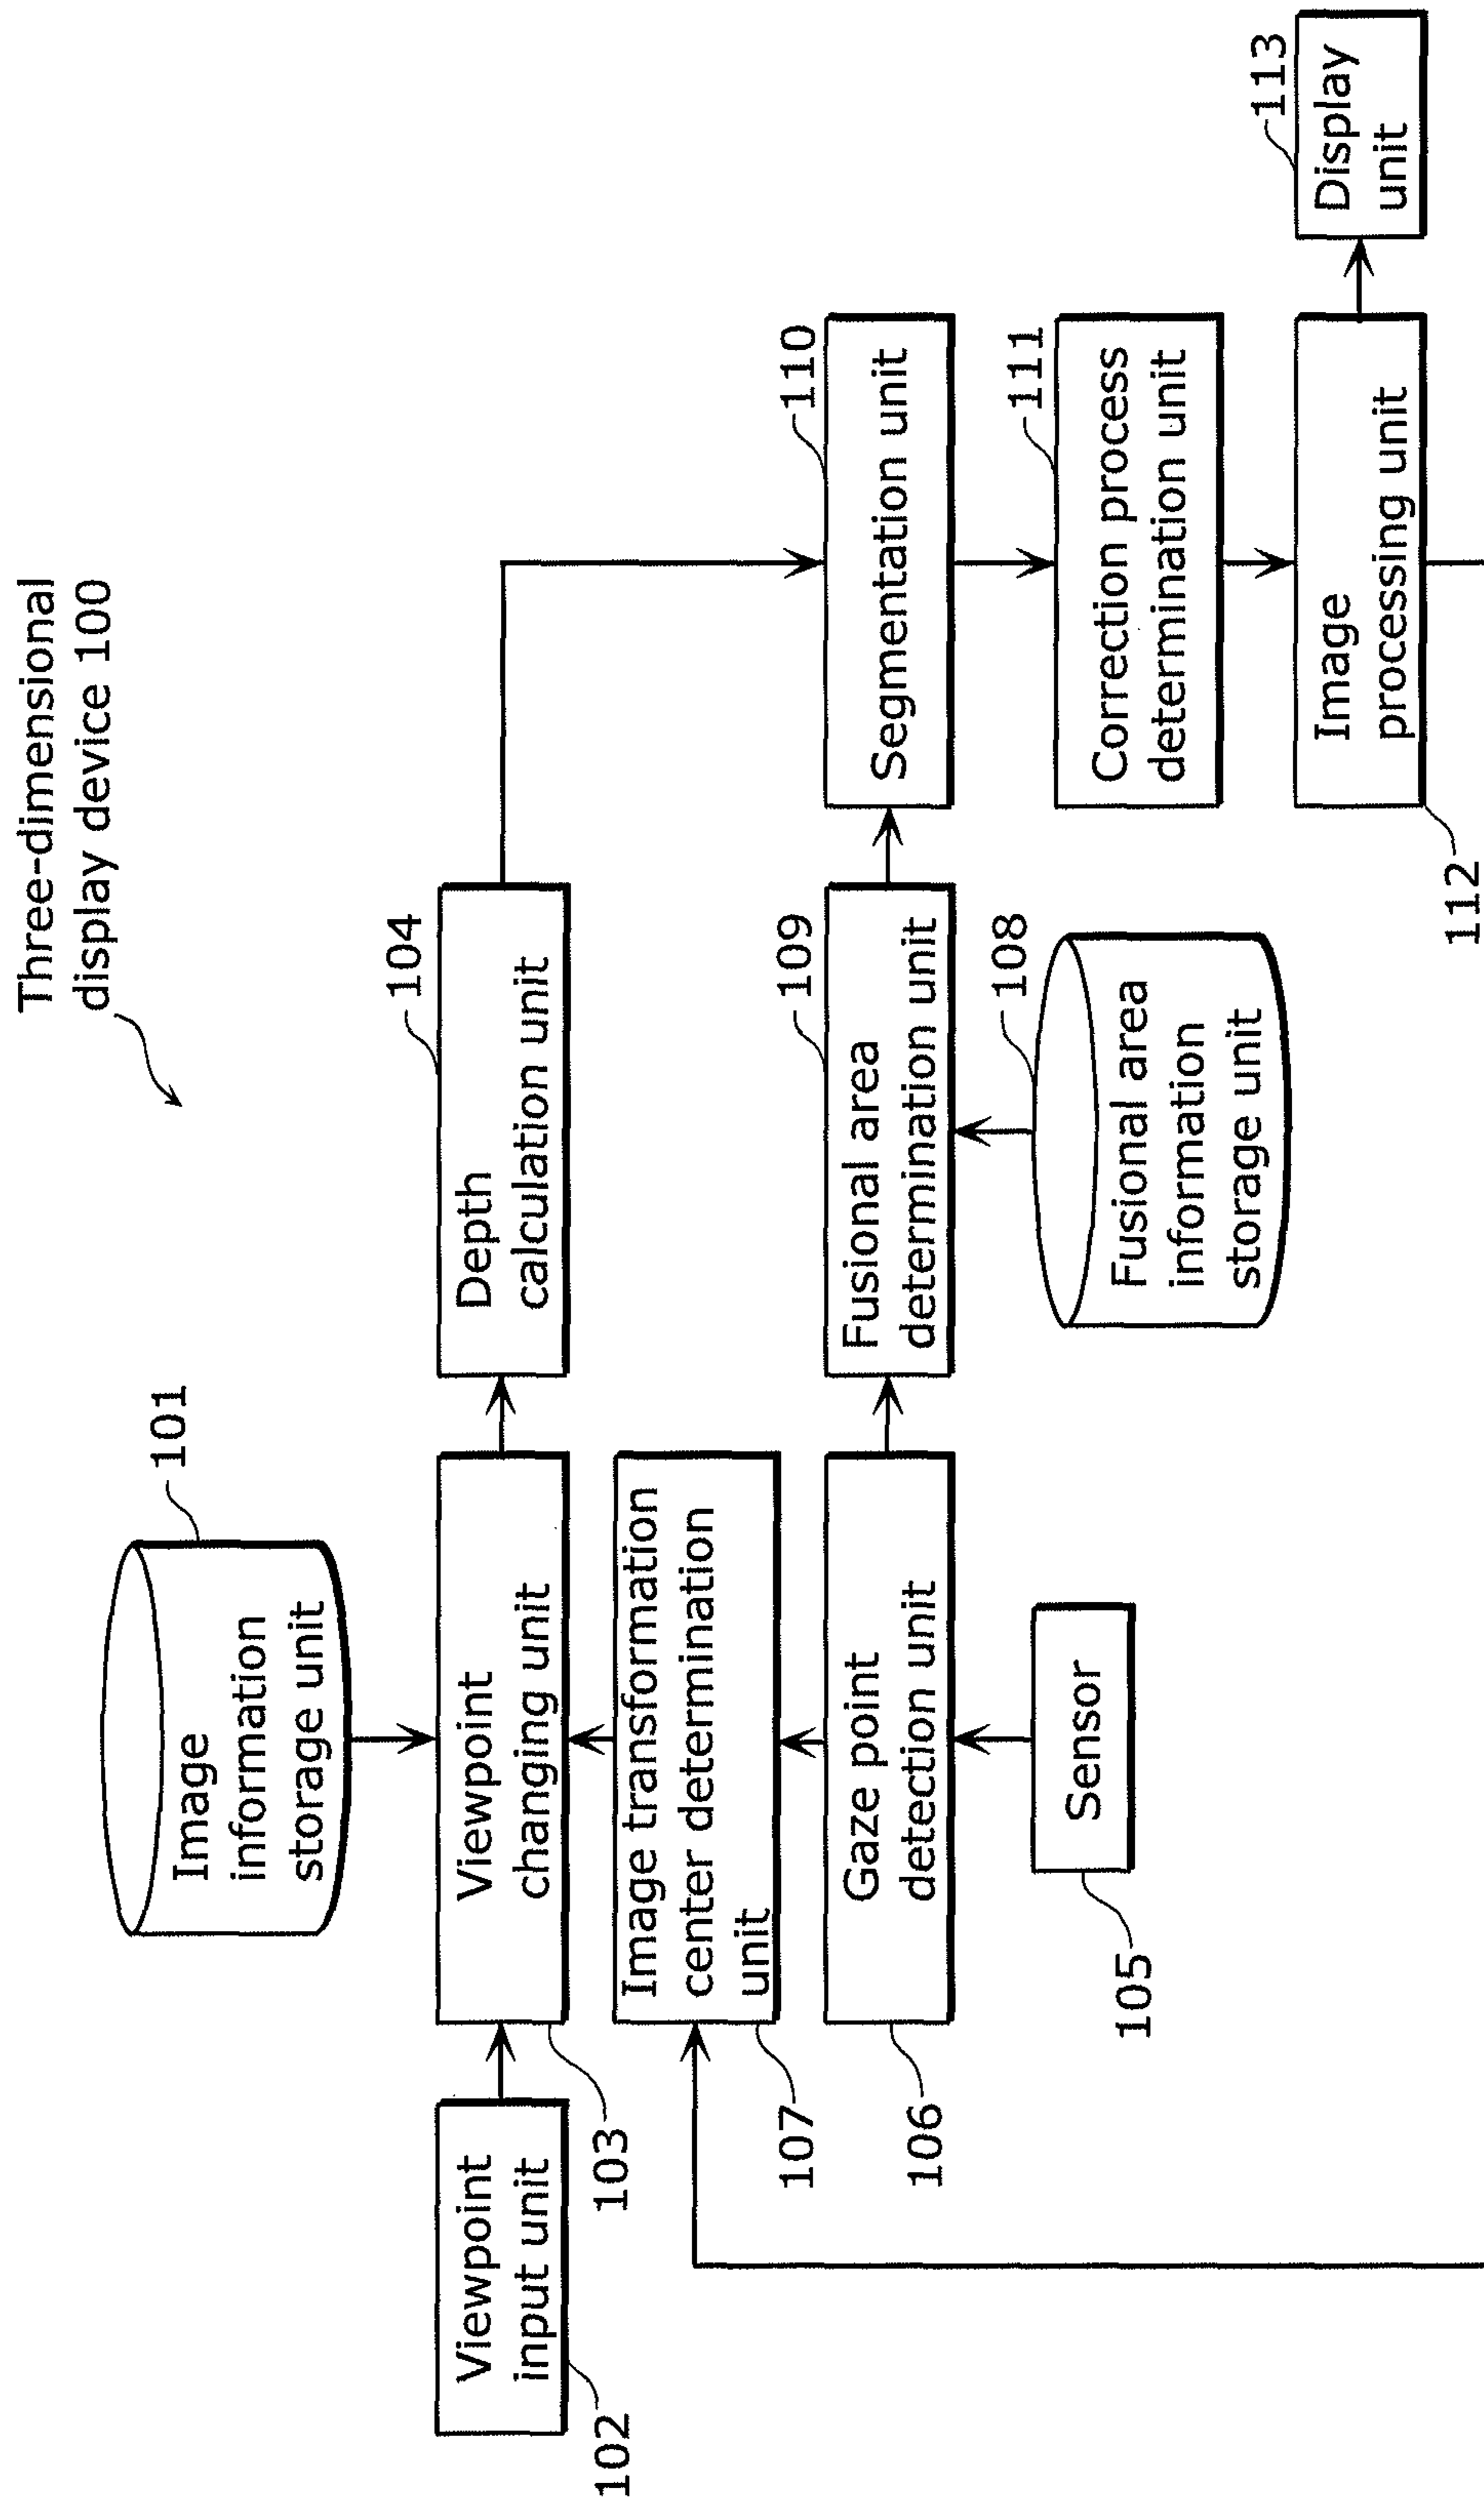 Three-dimensional
display device 100
101
Image
information
storage unit
Viewpoint
input unit
102
Viewpoint
changing unit
103
Depth
calculation unit
104
Image transformation
center determination
unit
107
Gaze point
detection unit
106
Sensor
105
Fusional area
determination unit
109
Fusional area
information
storage unit
108
Segmentation unit
110
Correction process
determination unit
111
Image
processing unit
112
Display
unit
113